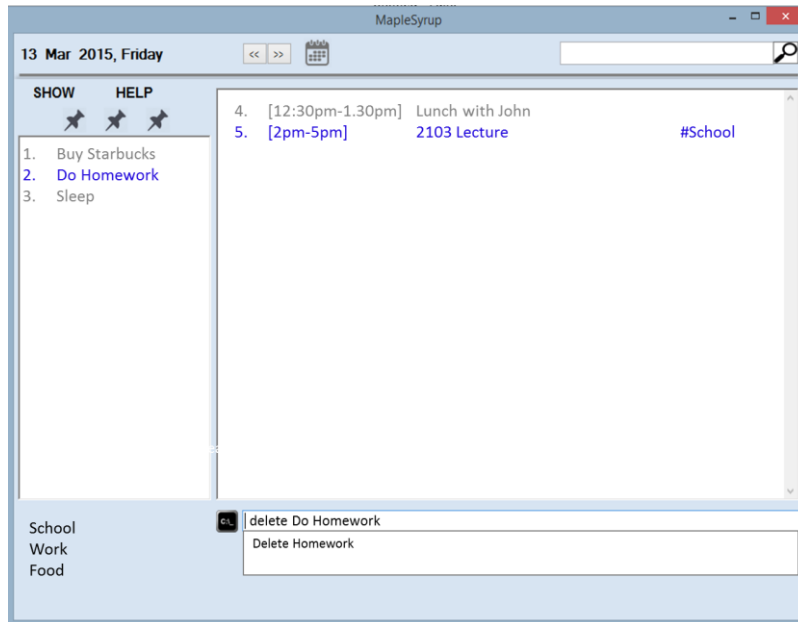 MapleSyrup
13 Mar 2015, Friday
<< >>
SHOW HELP
1. Buy Starbucks
2. Do Homework
3. Sleep
4. [12:30pm-1.30pm] Lunch with John
5. [2pm-5pm] 2103 Lecture #School
School
Work
Food
C:\_ delete Do Homework
Delete Homework